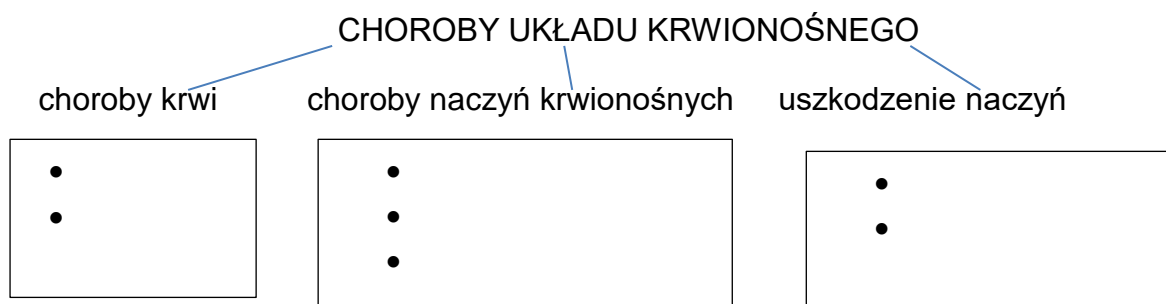 CHOROBY UKŁADU KRWIONOŚNEGO
choroby krwi
choroby naczyń krwionośnych
uszkodzenie naczyń